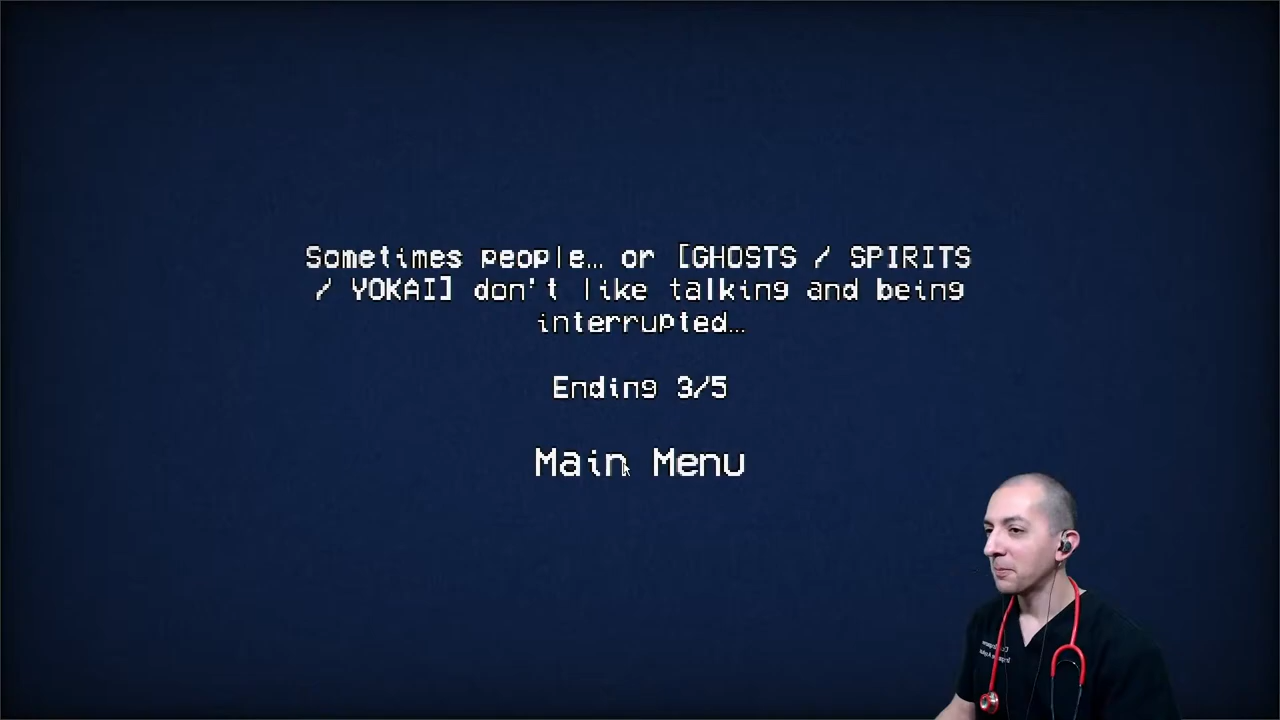 Sometimes people… or [GHOSTS / SPIRITS
/ YOKAI] don't like talking and being
interrupted…
Ending 3/5
Main Menu